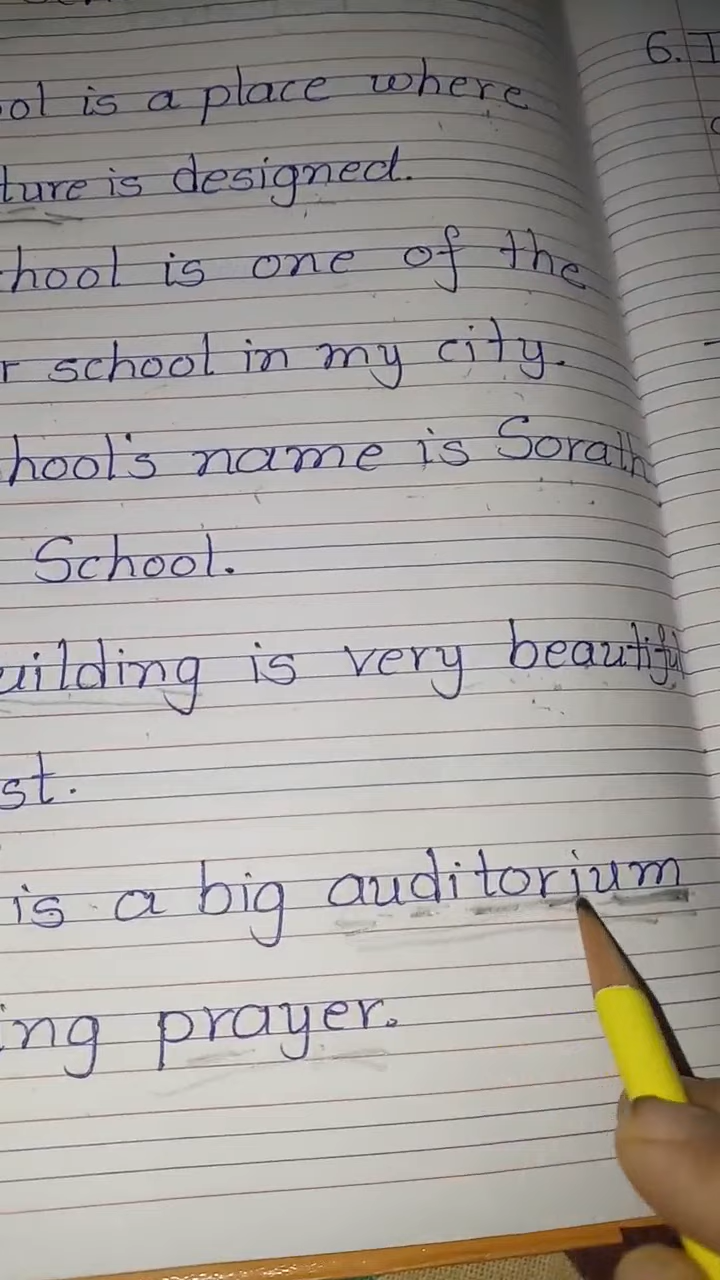 ol is a place where
ture is designed.
hool is one of the
r school in my city.
hool's name is Sorath
School.
uilding is very beautiful
st.
is a big auditorium
ing prayer.
6. I